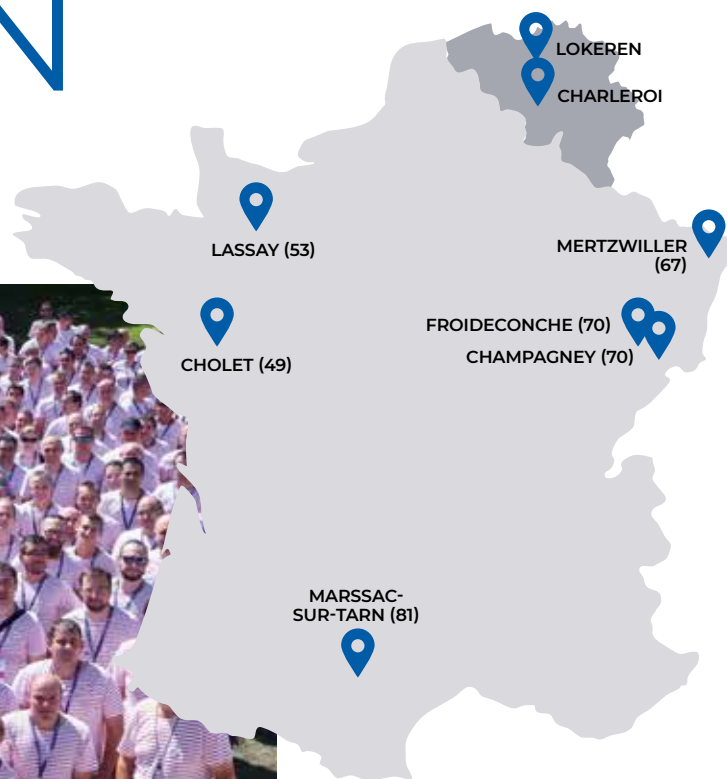 N
LOKEREN
CHARLEROI
LASSAY (53)
MERTZWILLER
(67)
FROIDECONCHE (70)
CHOLET (49)
CHAMPAGNEY (70)
MARSSAC-
SUR-TARN (81)